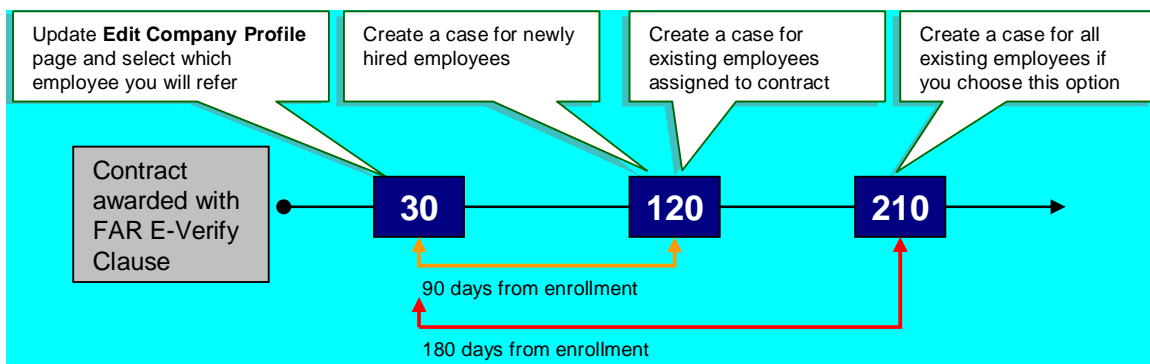 Update Edit Company Profile
page and select which
employee you will refer
Create a case for newly
hired employees
Create a case for
existing employees
assigned to contract
Create a case for all
existing employees if
you choose this option
Contract
awarded with
FAR E-Verify
Clause
30
120
210
90 days from enrollment
180 days from enrollment